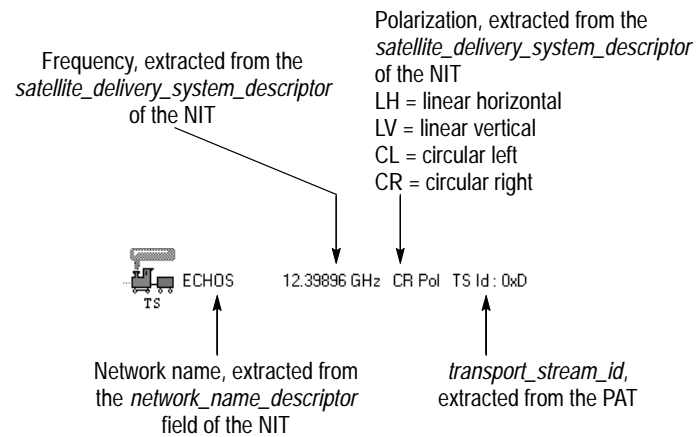 Frequency, extracted from the
satellite_delivery_system_descriptor
of the NIT
Polarization, extracted from the
satellite_delivery_system_descriptor
of the NIT
LH = linear horizontal
LV = linear vertical
CL = circular left
CR = circular right
ECHOS 12.39896 GHz CR Pol TS Id : 0xD
TS
Network name, extracted from
the network_name_descriptor
field of the NIT
transport_stream_id,
extracted from the PAT